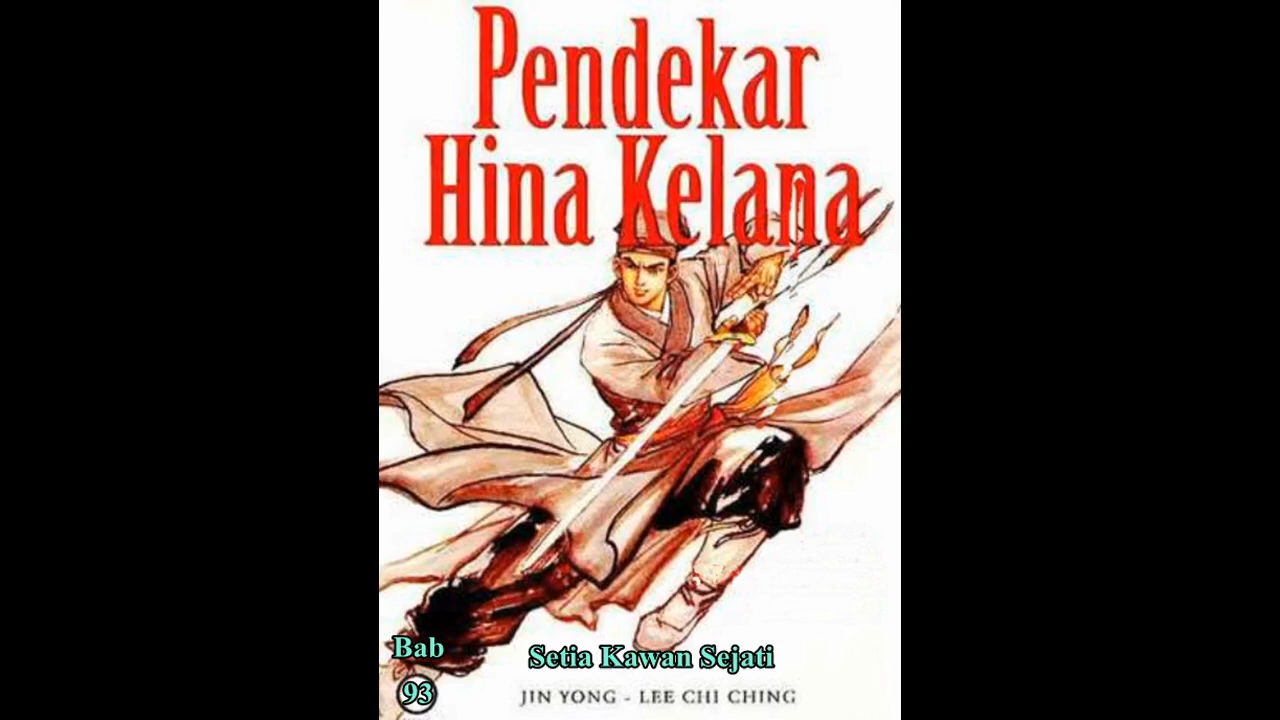 Pendekar
Hina Kelana
Bab
93
Setia Kawan Sejati
JIN YONG - LEE CHI CHING